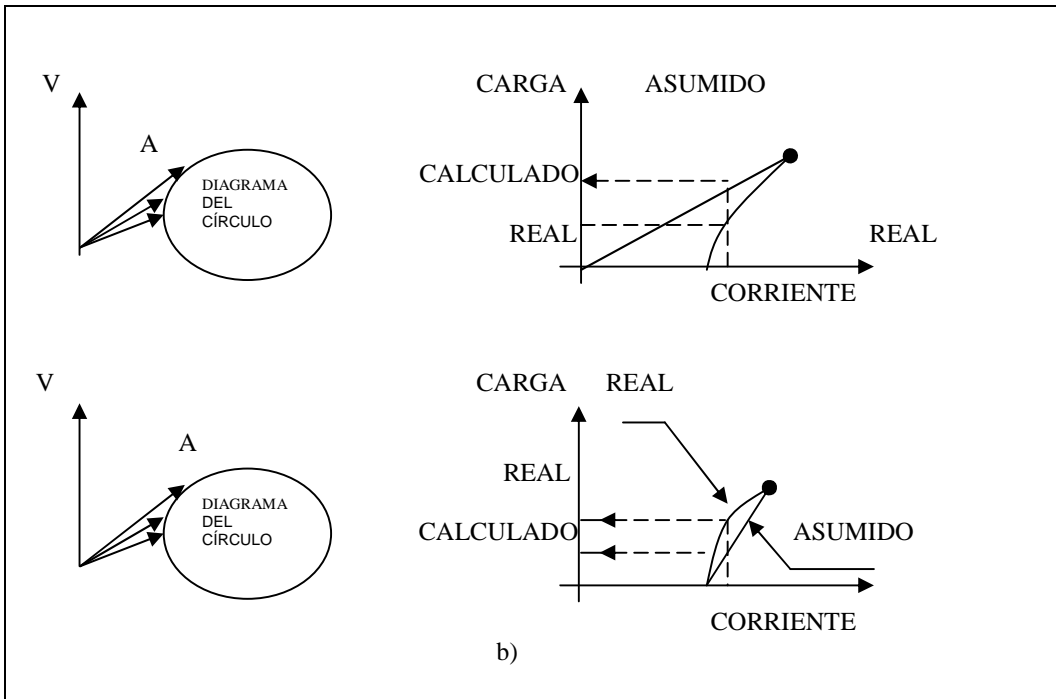 V
A
DIAGRAMA
DEL
CÍRCULO
CARGA
ASUMIDO
CALCULADO
REAL
REAL
CORRIENTE
V
A
DIAGRAMA
DEL
CÍRCULO
CARGA
REAL
REAL
CALCULADO
ASUMIDO
CORRIENTE
b)